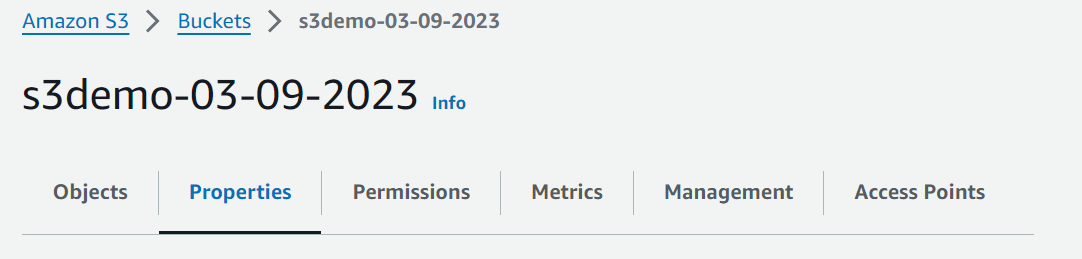 Amazon S3 > Buckets > s3demo-03-09-2023
s3demo-03-09-2023 Info
Objects Properties Permissions Metrics Management Access Points